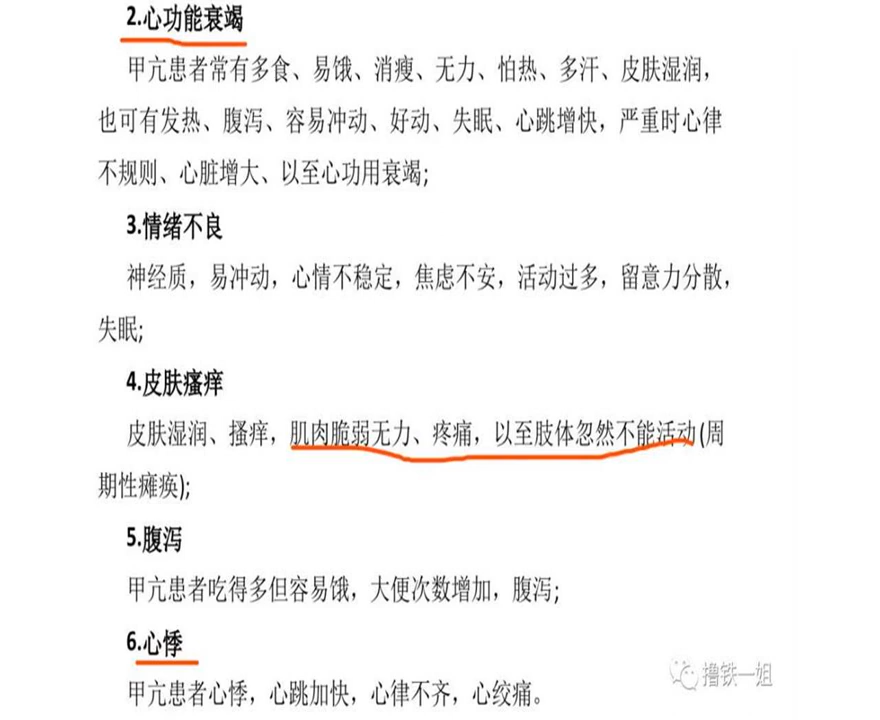 2.心功能衰竭
甲亢患者常有多食、易饿、消瘦、无力、怕热、多汗、皮肤湿润，
也可有发热、腹泻、容易冲动、好动、失眠、心跳增快，严重时心律
不规则、心脏增大、以至心功用衰竭;
3.情绪不良
神经质，易冲动，心情不稳定，焦虑不安，活动过多，留意力分散，
失眠;
4.皮肤瘙痒
皮肤湿润、搔痒，肌肉脆弱无力、疼痛，以至肢体忽然不能活动(周
期性瘫痪);
5.腹泻
甲亢患者吃得多但容易饿，大便次数增加，腹泻;
6.心悸
甲亢患者心悸，心跳加快，心律不齐，心绞痛。
撸铁一姐